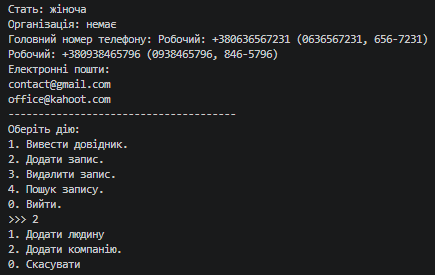 Стать: жіноча
Організація: немає
Головний номер телефону: Робочий: +380636567231 (0636567231, 656-7231)
Робочий: +380938465796 (0938465796, 846-5796)
Електронні пошти:
contact@gmail.com
office@kahoot.com
--------------------------------------
Оберіть дію:
1. Вивести довідник.
2. Додати запис.
3. Видалити запис.
4. Пошук запису.
0. Вийти.
>>> 2
1. Додати людину
2. Додати компанію.
0. Скасувати